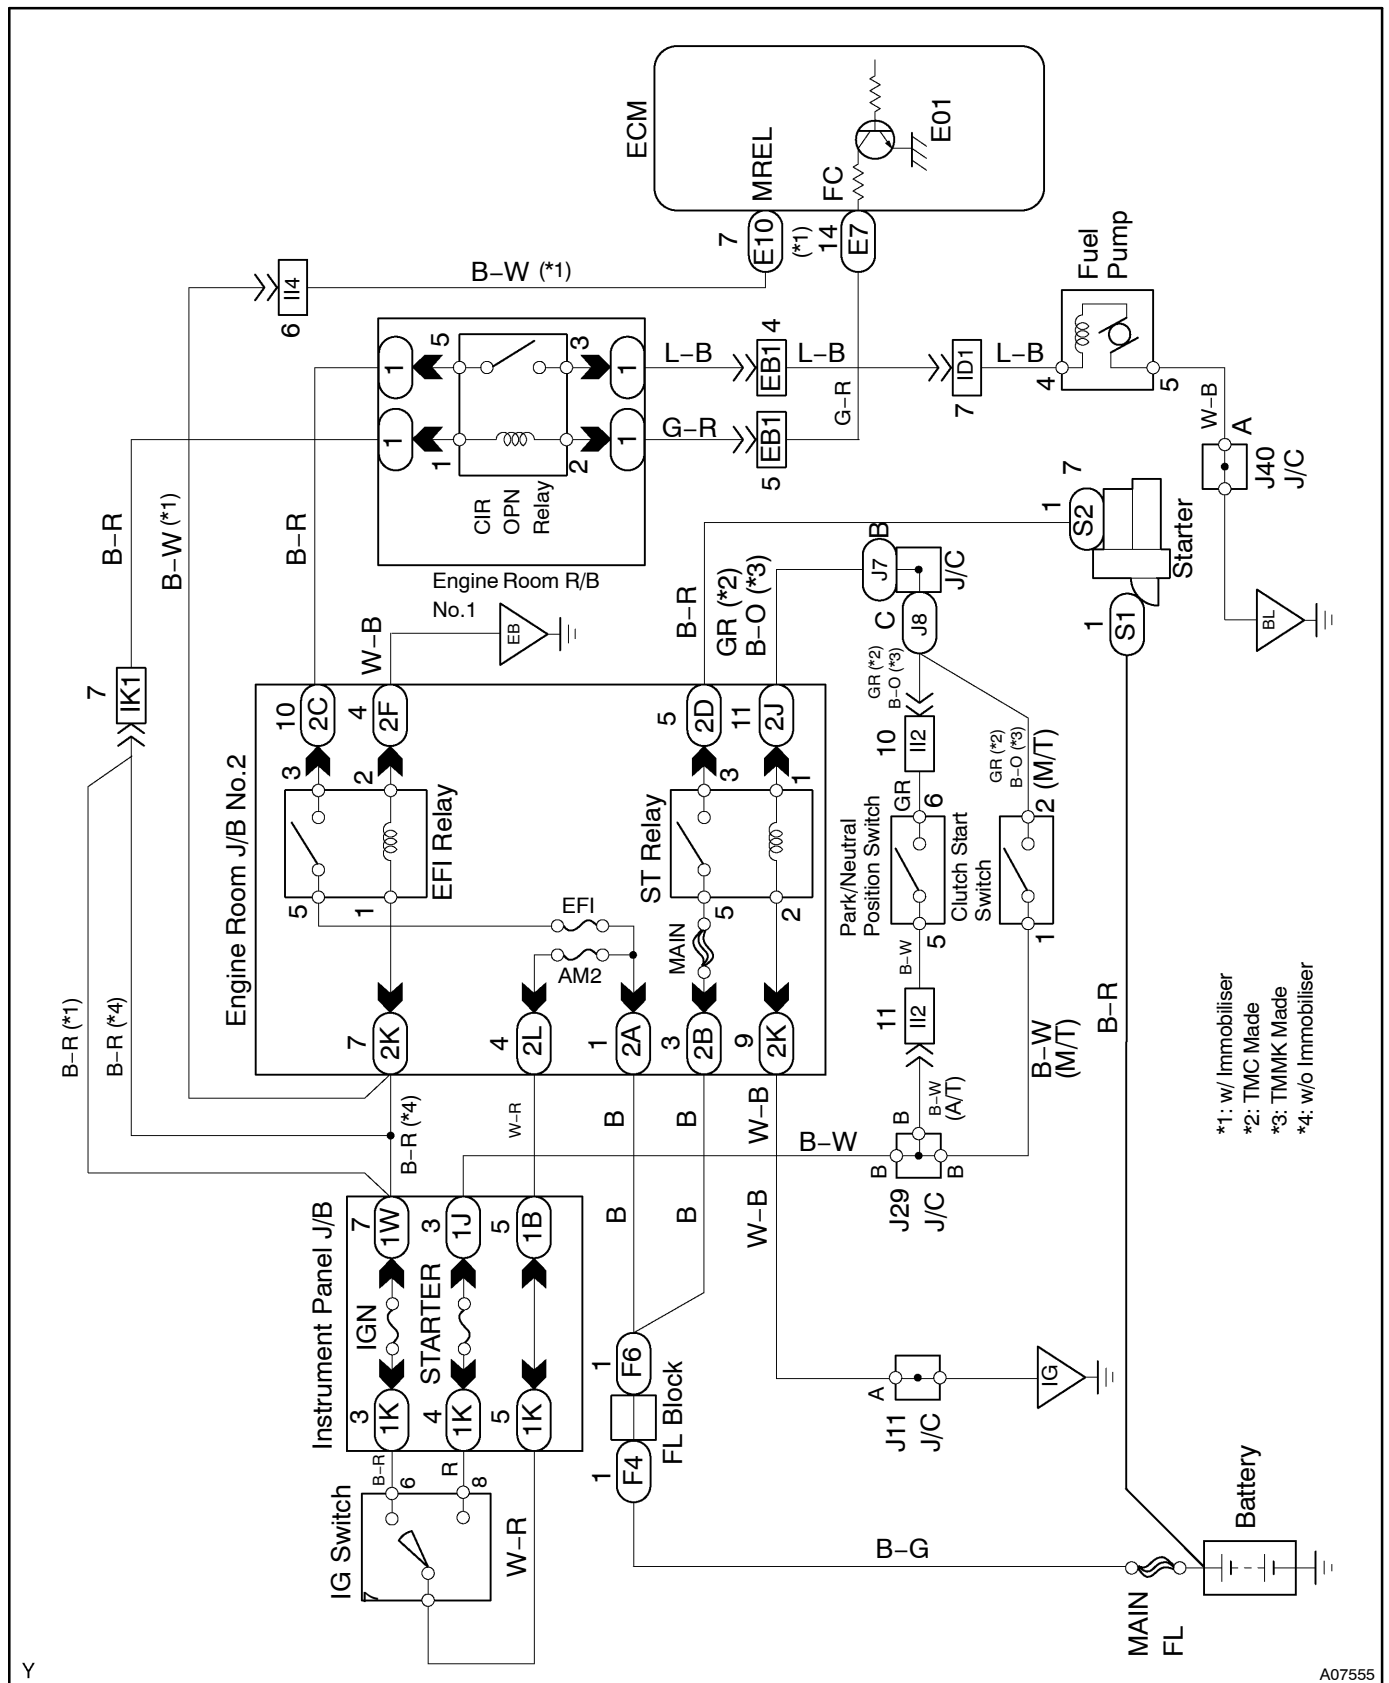 ECM
MREL
FC
E01
7
E10
(*1)
14
E7
B–W (*1)
II4
6
Fuel
Pump
5
3
1
1
L–B
EB1
4
L–B
ID1
7
L–B
4
5
1
2
1
1
G–R
EB1
5
G–R
W–B
A
J40
J/C
BL
CIR
OPN
Relay
Engine Room R/B
No.1
B–R
B–W (*1)
B–R
7
IK1
W–B
EB
B–R
GR (*2)
B–O (*3)
B
J7
J/C
C
J8
1
S2
7
Starter
1
S1
GR (*2)
B–O (*3)
GR (*2)
B–O (*3)
(M/T)
10
II2
GR
6
Park/Neutral
Position Switch
5
B–W
11
II2
B–W
(A/T)
Clutch Start
Switch
2
1
B–W
(M/T)
B–R
Engine Room J/B No.2
10
2C
4
2F
5
2D
11
2J
3
2
EFI Relay
5
1
3
1
ST Relay
5
2
EFI
AM2
MAIN
7
2K
4
2L
1
2A
3
2B
9
2K
B–R (*1)
B–R (*4)
B–R (*4)
W–R
B
B
W–B
B–W
B
B
B
J29
J/C
B
B
W–B
Instrument Panel J/B
7
1W
3
1J
5
1B
IGN
STARTER
3
1K
4
1K
5
1K
B–R
6
R
8
IG Switch
7
W–R
1
F6
FL Block
1
F4
A
J11
J/C
IG
B–G
MAIN
FL
Battery
*1: w/ Immobiliser
*2: TMC Made
*3: TMMK Made
*4: w/o Immobiliser
Y
A07555